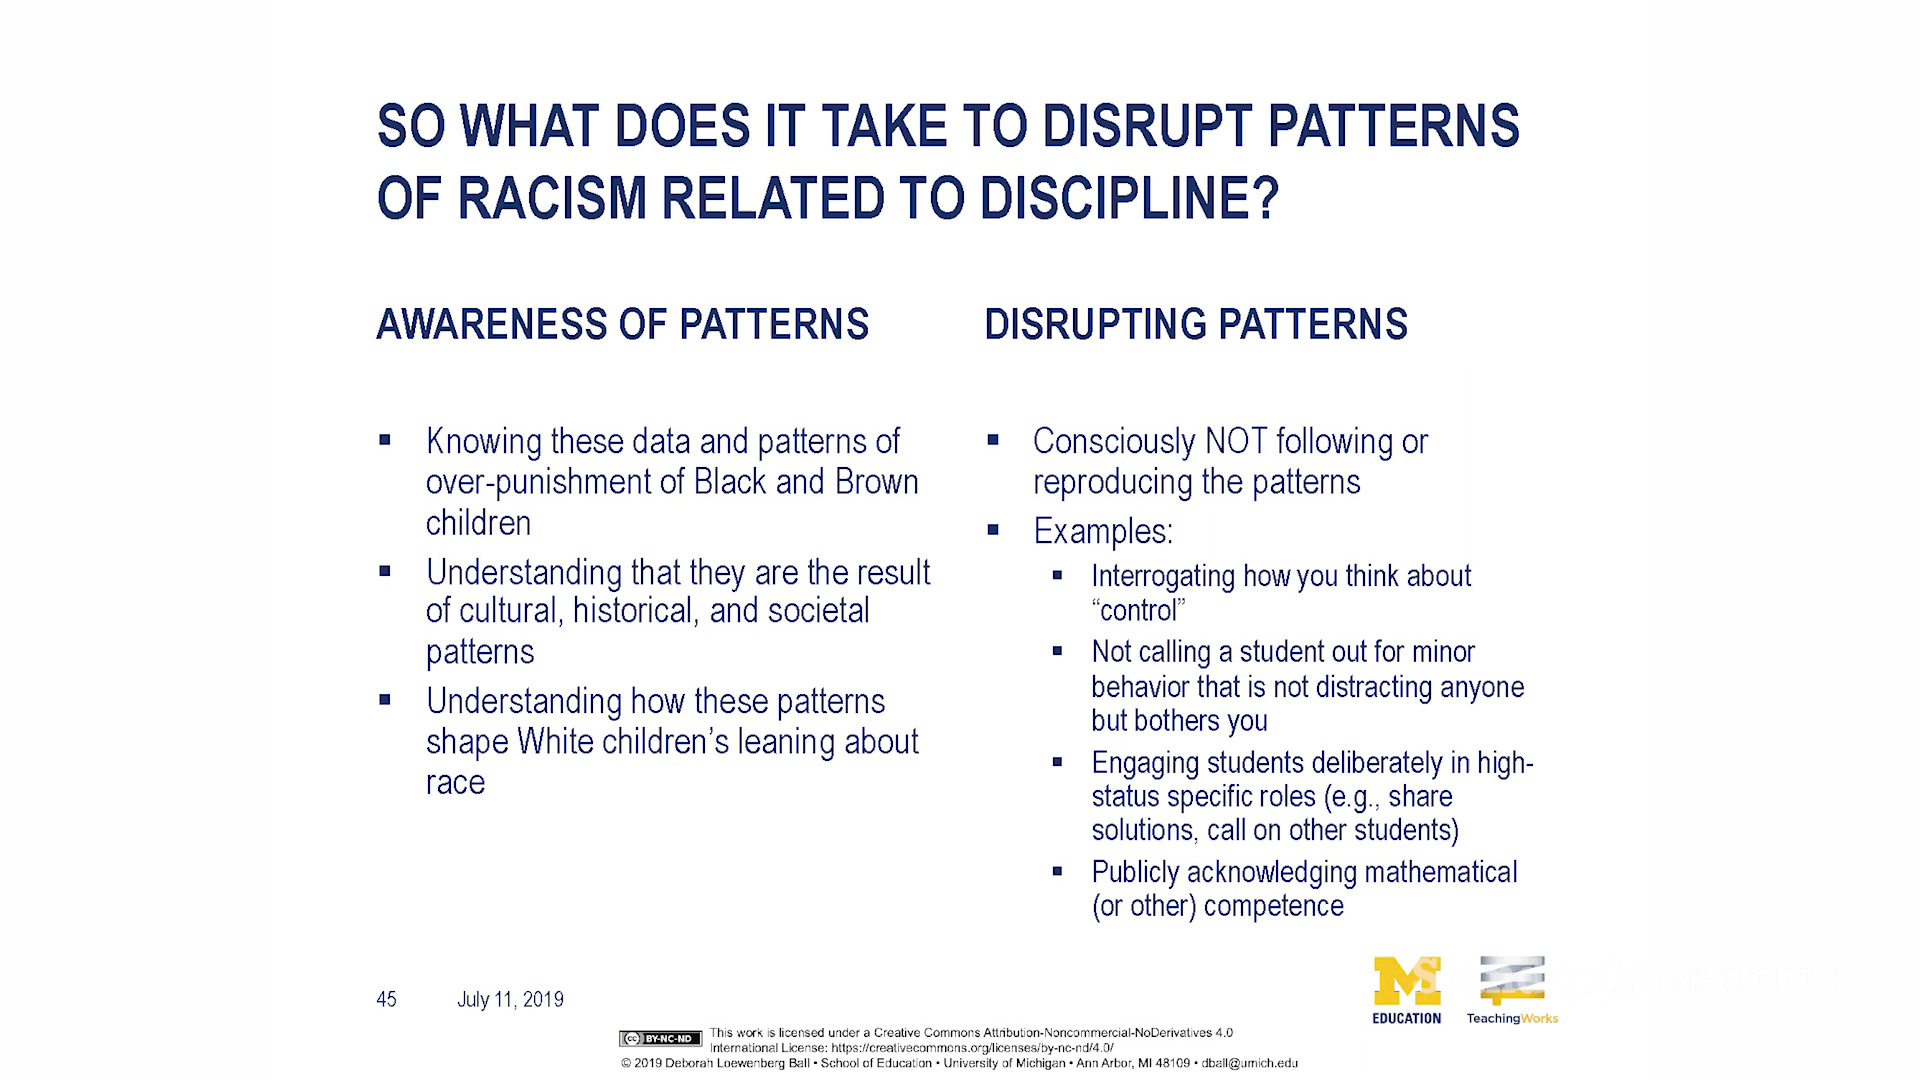 SO WHAT DOES IT TAKE TO DISRUPT PATTERNS
OF RACISM RELATED TO DISCIPLINE?
AWARENESS OF PATTERNS
▪ Knowing these data and patterns of
over-punishment of Black and Brown
children
▪ Understanding that they are the result
of cultural, historical, and societal
patterns
▪ Understanding how these patterns
shape White children's leaning about
race
DISRUPTING PATTERNS
▪ Consciously NOT following or
reproducing the patterns
▪ Examples:
▪ Interrogating how you think about
“control”
▪ Not calling a student out for minor
behavior that is not distracting anyone
but bothers you
▪ Engaging students deliberately in high-
status specific roles (e.g., share
solutions, call on other students)
▪ Publicly acknowledging mathematical
(or other) competence
45 July 11, 2019
M
EDUCATION
TeachingWorks
cc BY-NC-ND
This work is licensed under a Creative Commons Attribution-Noncommercial-NoDerivatives 4.0
International License: https://creativecommons.org/licenses/by-nc-nd/4.0/
© 2019 Deborah Loewenberg Ball • School of Education • University of Michigan • Ann Arbor, MI 48109 • dball@umich.edu